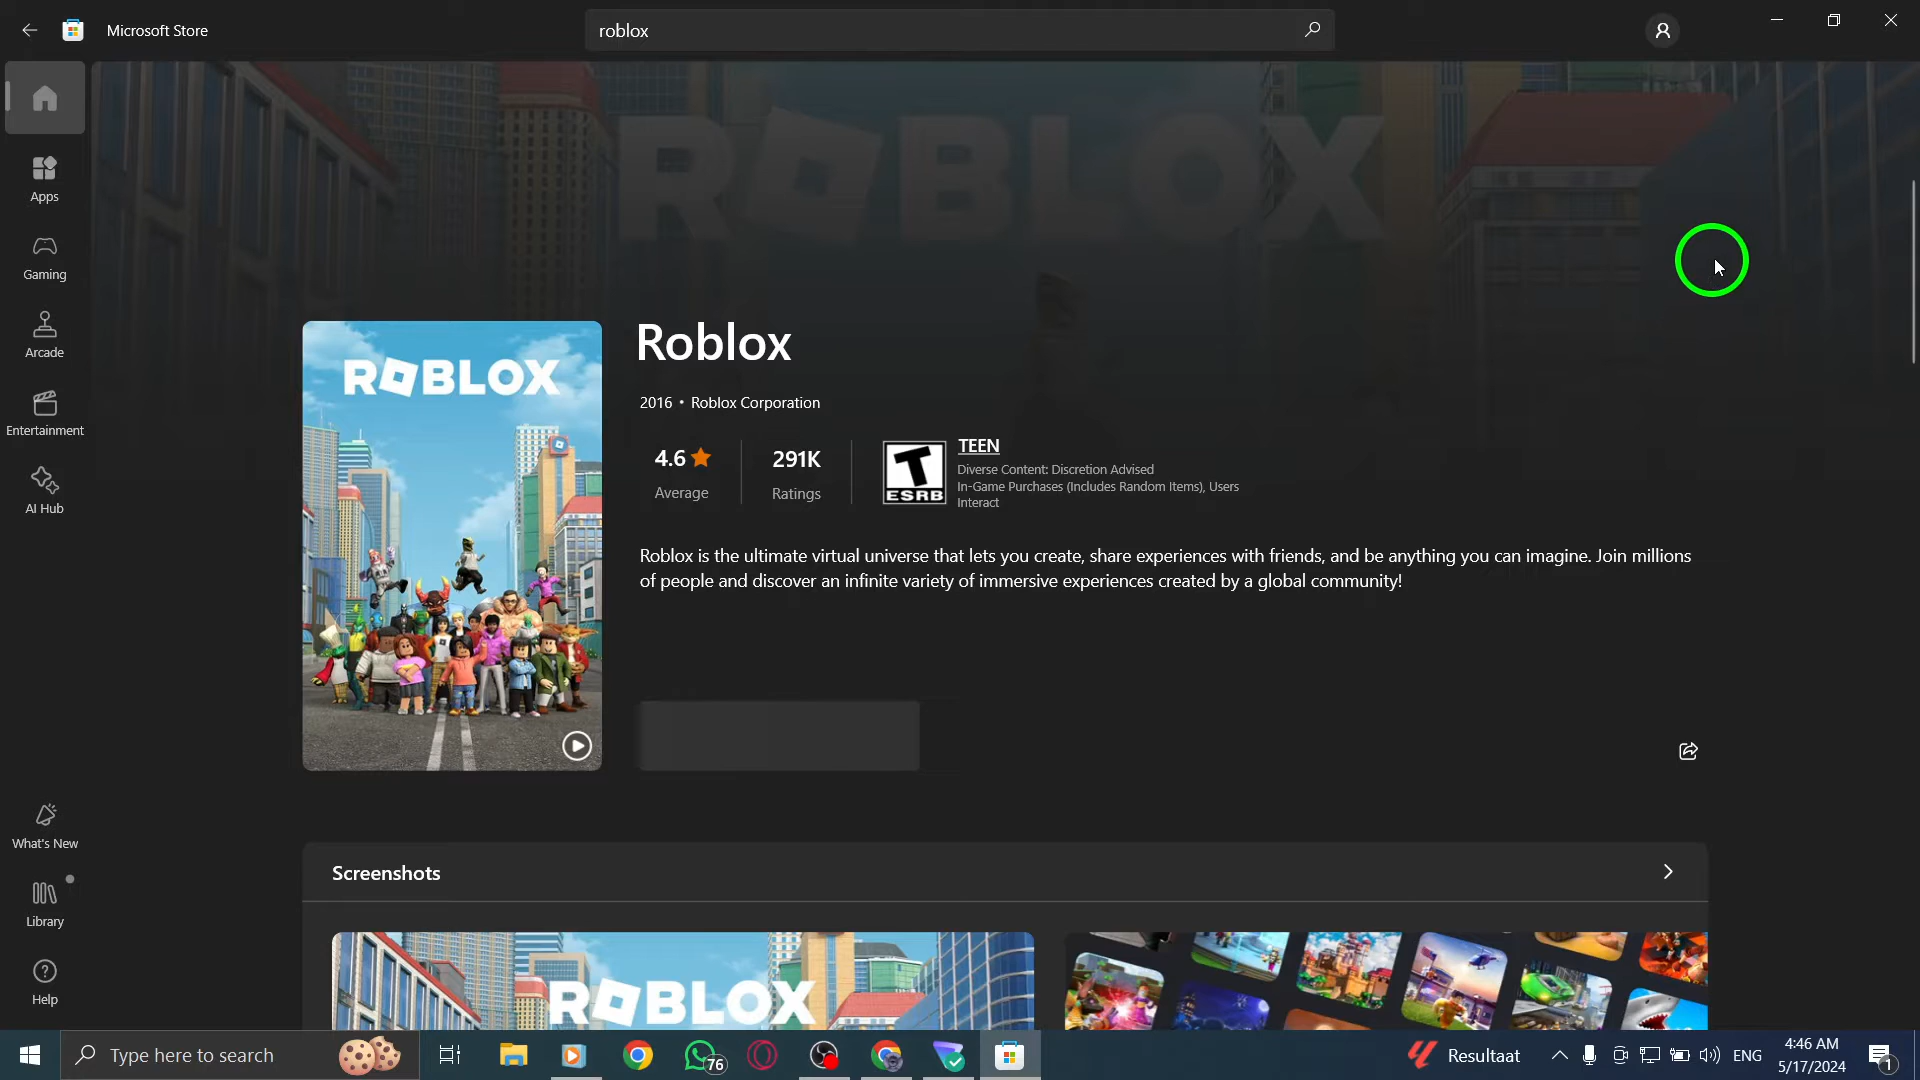 Microsoft Store
roblox
ROBLOX
Apps
Gaming
Arcade
Entertainment
AI Hub
What's New
Library
Help
ROBLOX
Roblox
2016 • Roblox Corporation
4.6
Average
291K
Ratings
T
ESRB
TEEN
Diverse Content: Discretion Advised
In-Game Purchases (Includes Random Items), Users
Interact
Roblox is the ultimate virtual universe that lets you create, share experiences with friends, and be anything you can imagine. Join millions
of people and discover an infinite variety of immersive experiences created by a global community!
Screenshots
ROBLOX
Type here to search
76
Resultaat
ENG
4:46 AM
5/17/2024
1